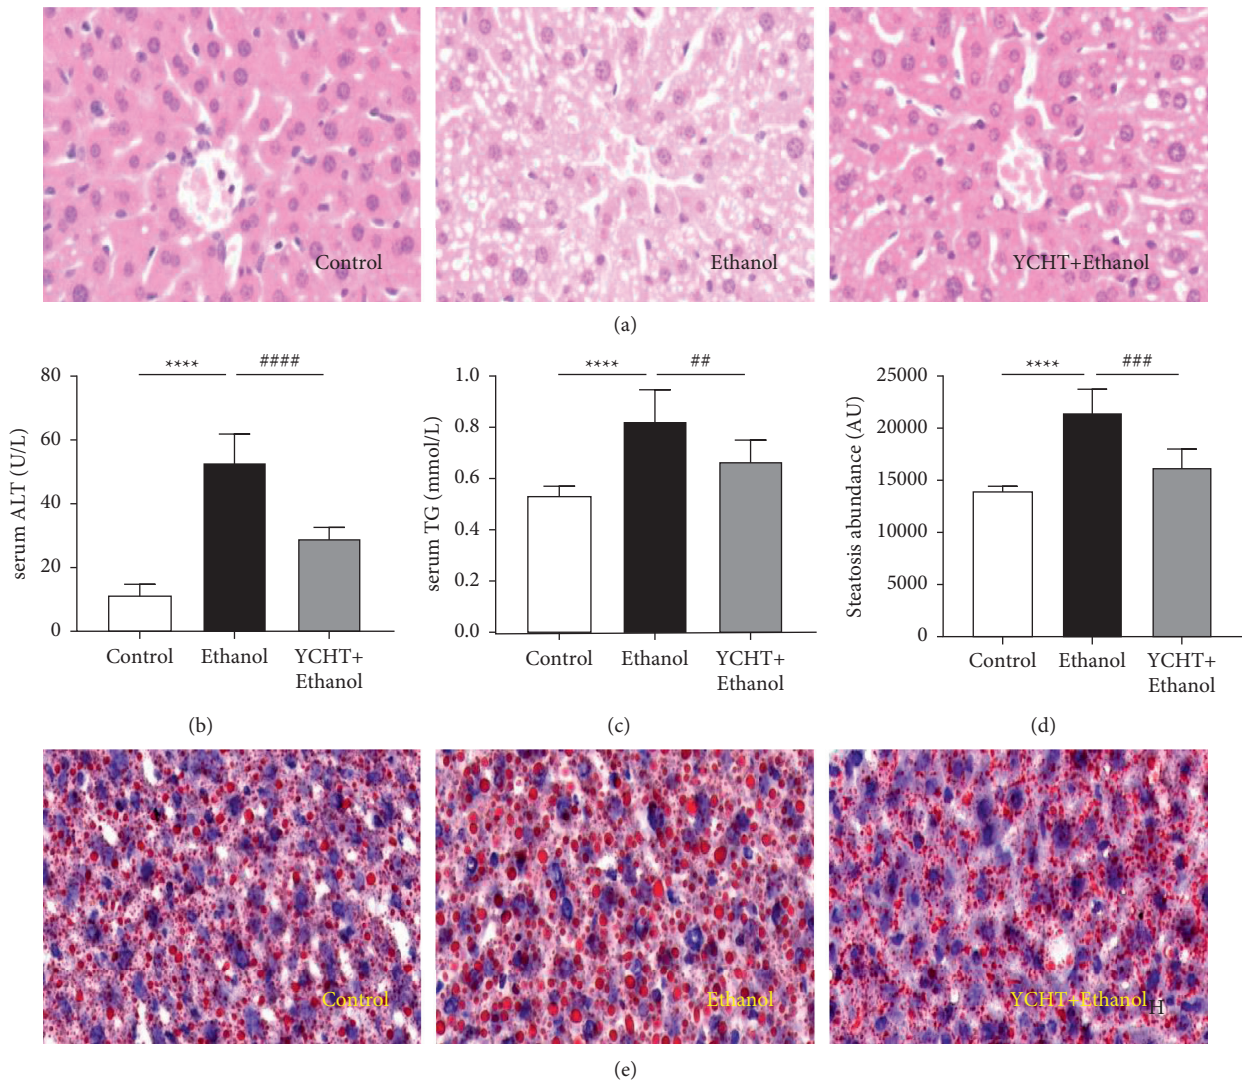 Control
Ethanol
YCHT+Ethanol
(a)
serum ALT (U/L)
80
60
40
20
0
****
####
Control
Ethanol
YCHT+
Ethanol
(b)
serum TG (mmol/L)
1.0
0.8
0.6
0.4
0.2
0.0
****
##
Control
Ethanol
YCHT+
Ethanol
(c)
Steatosis abundance (AU)
25000
20000
15000
10000
5000
0
****
###
Control
Ethanol
YCHT+
Ethanol
(d)
Control
Ethanol
YCHT+Ethanol
H
(e)